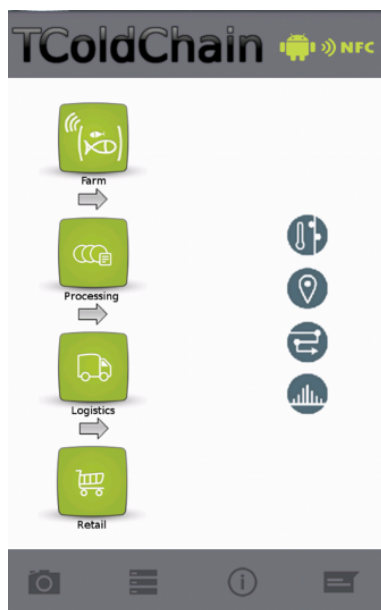 TColdChain NFC
Farm
Processing
Logistics
Retail